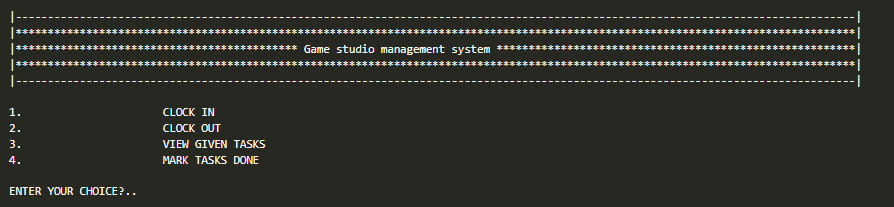 |-----------------------------------------------------------------------------------------------------------------------------------|
|***********************************************************************************************************************************|
|******************************************** Game studio management system ********************************************************|
|***********************************************************************************************************************************|
|-----------------------------------------------------------------------------------------------------------------------------------|
1. CLOCK IN
2. CLOCK OUT
3. VIEW GIVEN TASKS
4. MARK TASKS DONE
ENTER YOUR CHOICE?..